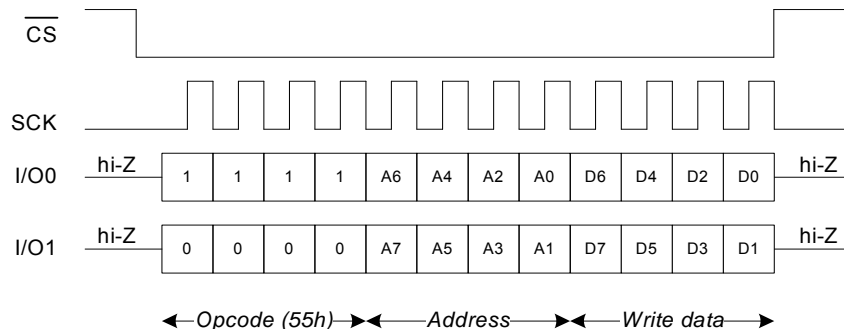 CS
SCK
hi-Z hi-Z
I/O0 1 1 1 1 A6 A4 A2 A0 D6 D4 D2 D0
hi-Z hi-Z
I/O1 0 0 0 0 A7 A5 A3 A1 D7 D5 D3 D1
Opcode (55h) Address Write data